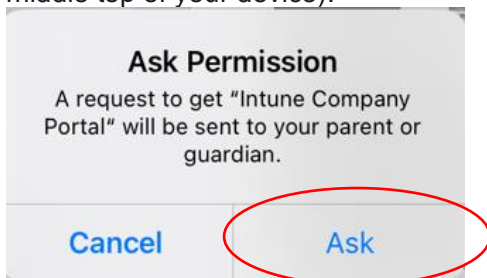 middle top of your device).
Ask Permission
A request to get “Intune Company
Portal“ will be sent to your parent or
guardian.
Cancel
Ask